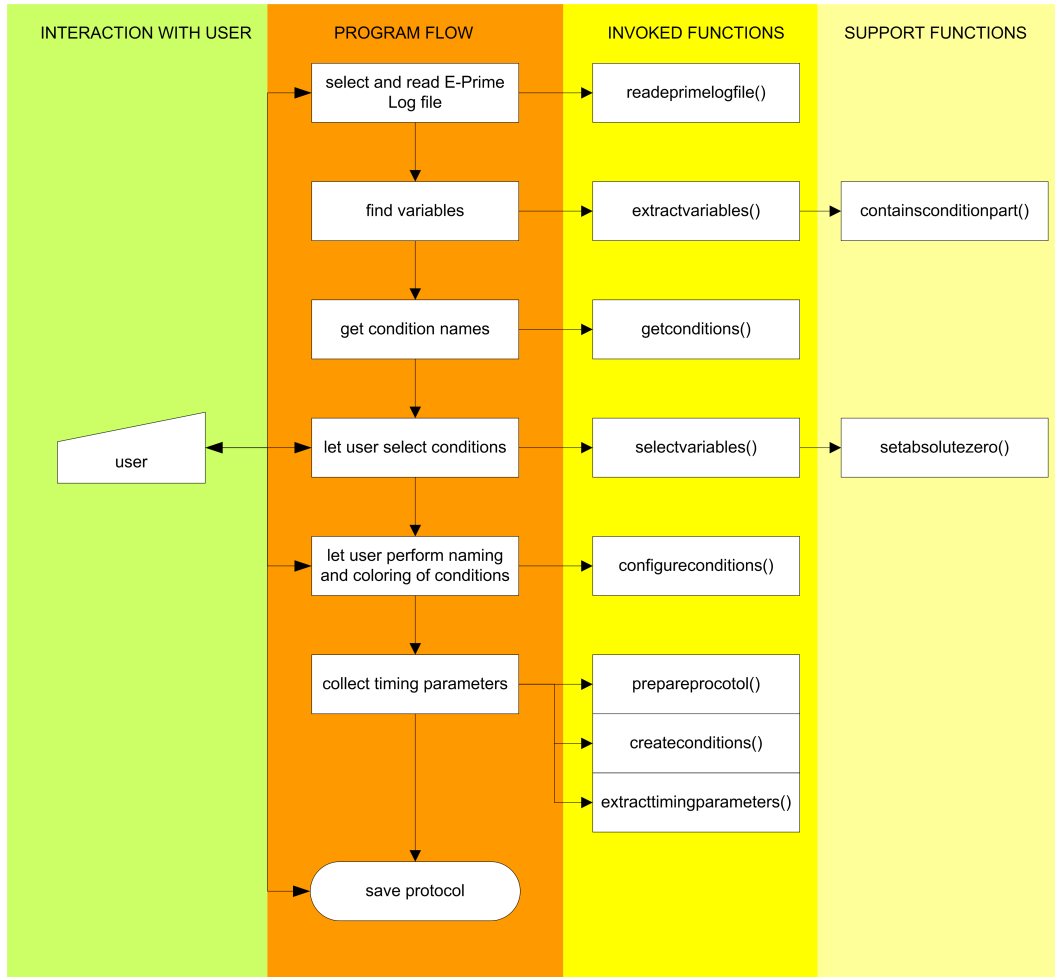 INTERACTION WITH USER
PROGRAM FLOW
INVOKED FUNCTIONS
SUPPORT FUNCTIONS
select and read E-Prime
Log file
readeprimelogfile()
find variables
extractvariables()
containsconditionpart()
get condition names
getconditions()
user
let user select conditions
selectvariables()
setabsolutezero()
let user perform naming
and coloring of conditions
configureconditions()
collect timing parameters
prepareprocotol()
createconditions()
extracttimingparameters()
save protocol